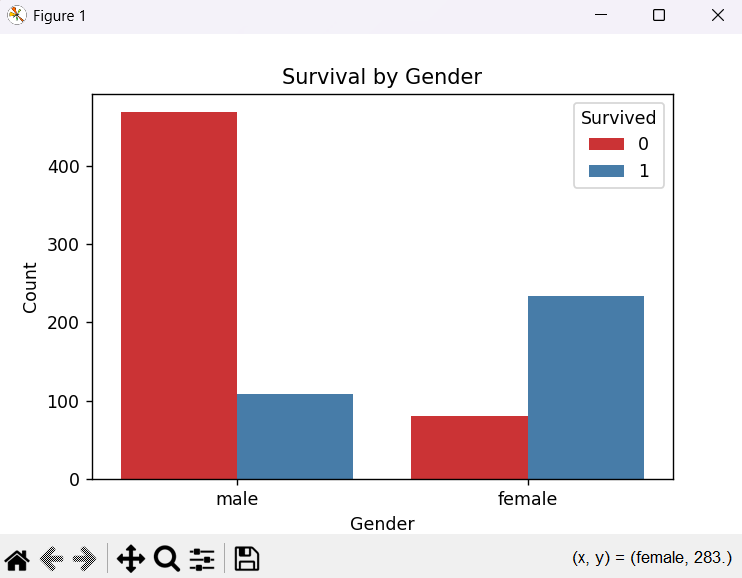 Figure 1
Survival by Gender
Survived
0
1
400
300
200
100
0
Count
male female
Gender
(x, y) = (female, 283.)